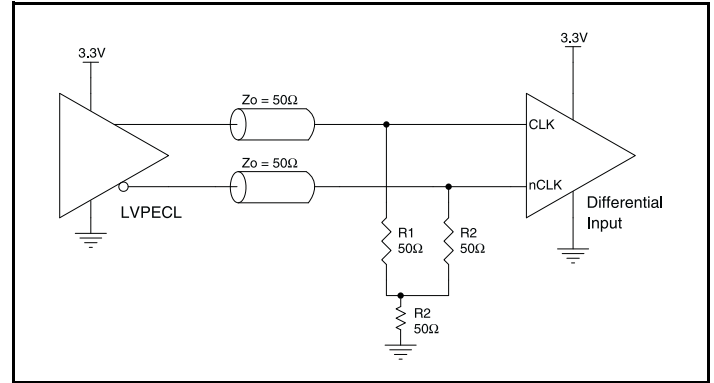 3.3V
3.3V
Zo = 50Ω
CLK
Zo = 50Ω
nCLK
LVPECL
Differential
Input
R1
50Ω
R2
50Ω
R2
50Ω